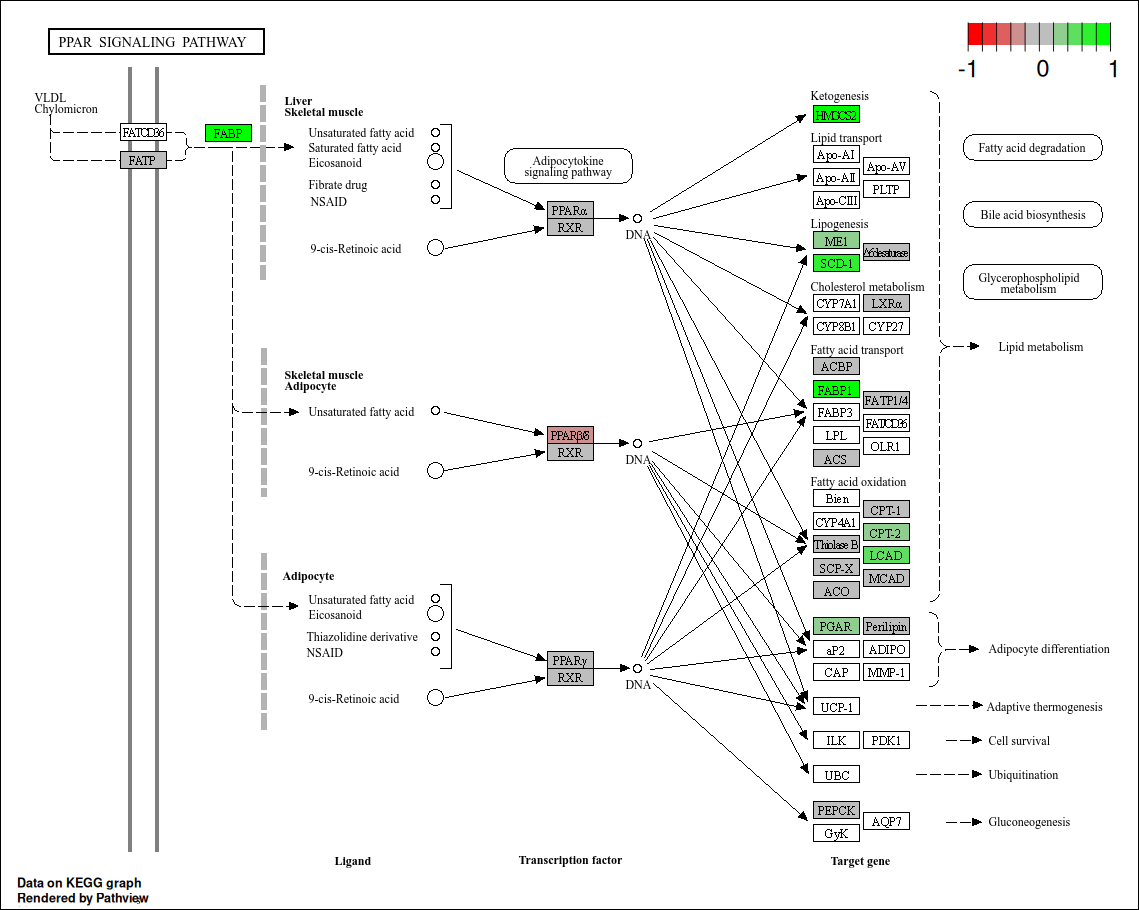 PPAR SIGNALING PATHWAY
-1 0 1
VLDL
Chylomicron
FAT/CD36
FATP
FABP
Liver
Skeletal muscle
Unsaturated fatty acid
Saturated fatty acid
Eicosanoid
Fibrate drug
NSAID
9-cis-Retinoic acid
Adipocytokine
signaling pathway
PPARα
RXR
DNA
Skeletal muscle
Adipocyte
Unsaturated fatty acid
9-cis-Retinoic acid
PPARβ/δ
RXR
DNA
Adipocyte
Unsaturated fatty acid
Eicosanoid
Thiazolidine derivative
NSAID
9-cis-Retinoic acid
PPARγ
RXR
DNA
Ketogenesis
HMGCS2
Lipid transport
Apo-AI
Apo-AV
Apo-AII
PLTP
Apo-CIII
Lipogenesis
ME1
Δ6desaturase
SCD-1
Cholesterol metabolism
CYP7A1 LXRα
CYP8B1 CYP27
Fatty acid transport
ACBP
FABP1
FATP1/4
FABP3
FAT/CD36
LPL
OLR1
ACS
Fatty acid oxidation
Bien
CPT-1
CYP4A1
CPT-2
Thiolase B
LCAD
SCP-X
MCAD
ACO
PGAR Perilipin
aP2 ADIPO
CAP MMP-1
UCP-1
ILK PDK1
UBC
PEPCK
AQP7
GyK
Fatty acid degradation
Bile acid biosynthesis
Glycerophospholipid
metabolism
Lipid metabolism
Adipocyte differentiation
Adaptive thermogenesis
Cell survival
Ubiquitination
Gluconeogenesis
Ligand
Transcription factor
Target gene
Data on KEGG graph
Rendered by Pathview